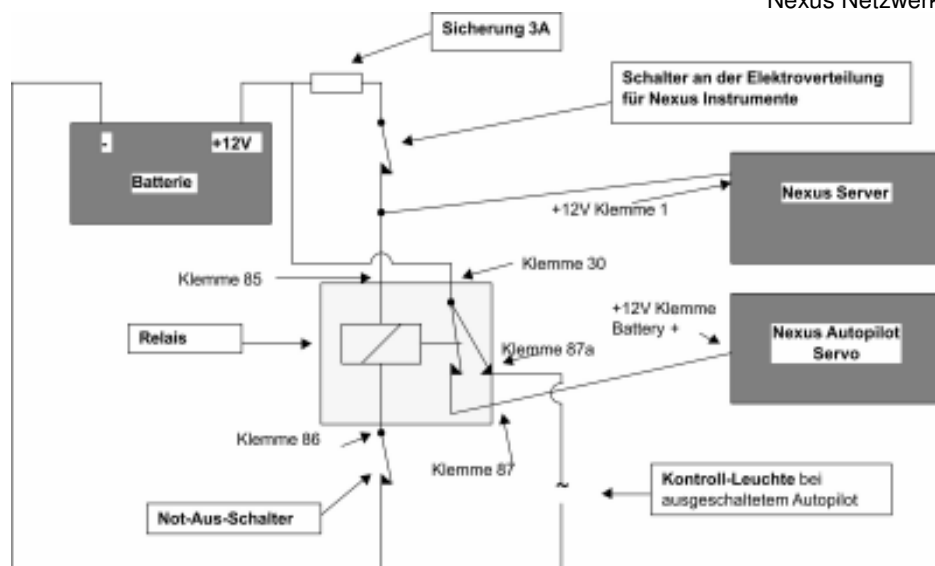 Nexus Netzwerk
Sicherung 3A
Schalter an der Elektroverteilung
für Nexus Instrumente
-
+12V
Batterie
Nexus Server
+12V Klemme 1
Klemme 85
Klemme 30
+12V Klemme
Battery +
Nexus Autopilot
Servo
Relais
Klemme 87a
Klemme 86
Klemme 87
~
Kontroll-Leuchte bei
ausgeschaltetem Autopilot
Not-Aus-Schalter